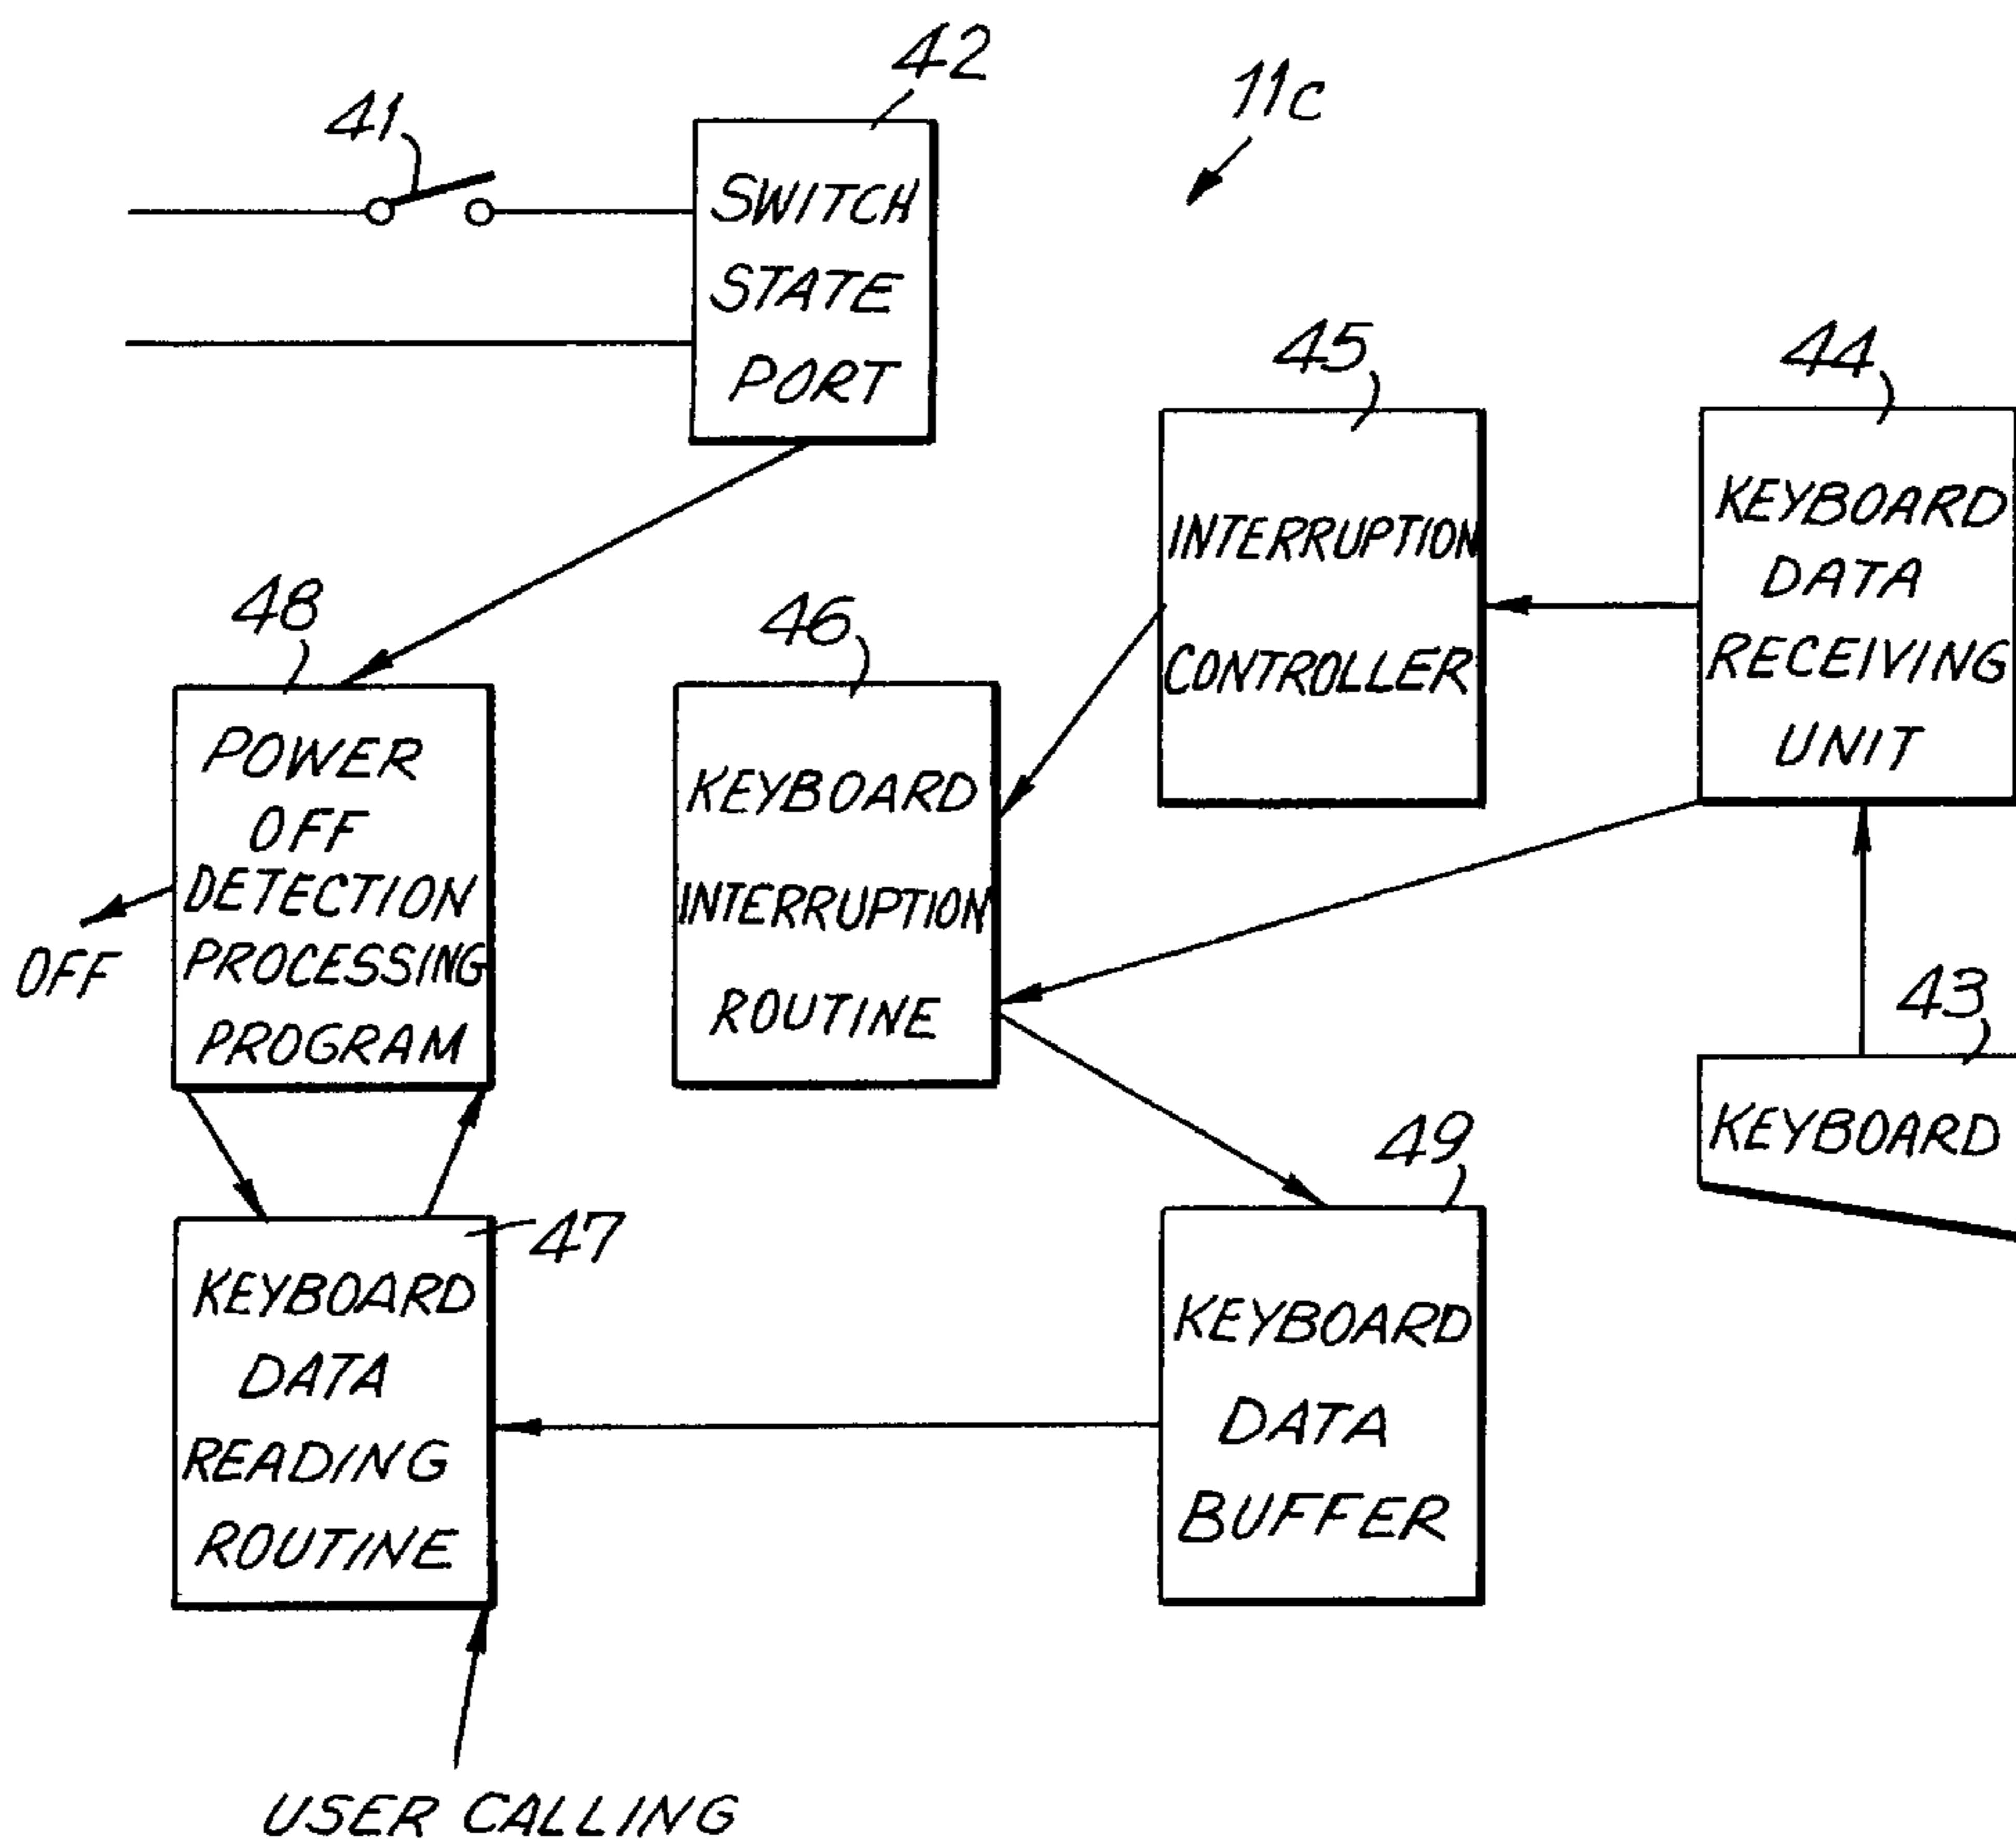 42
11c
41
SWITCH
STATE
PORT
45
44
INTERRUPTION
CONTROLLER
KEYBOARD
DATA
RECEIVING
UNIT
48
POWER
OFF
DETECTION
PROCESSING
PROGRAM
OFF
46
KEYBOARD
INTERRUPTION
ROUTINE
43
KEYBOARD
47
KEYBOARD
DATA
READING
ROUTINE
49
KEYBOARD
DATA
BUFFER
USER CALLING